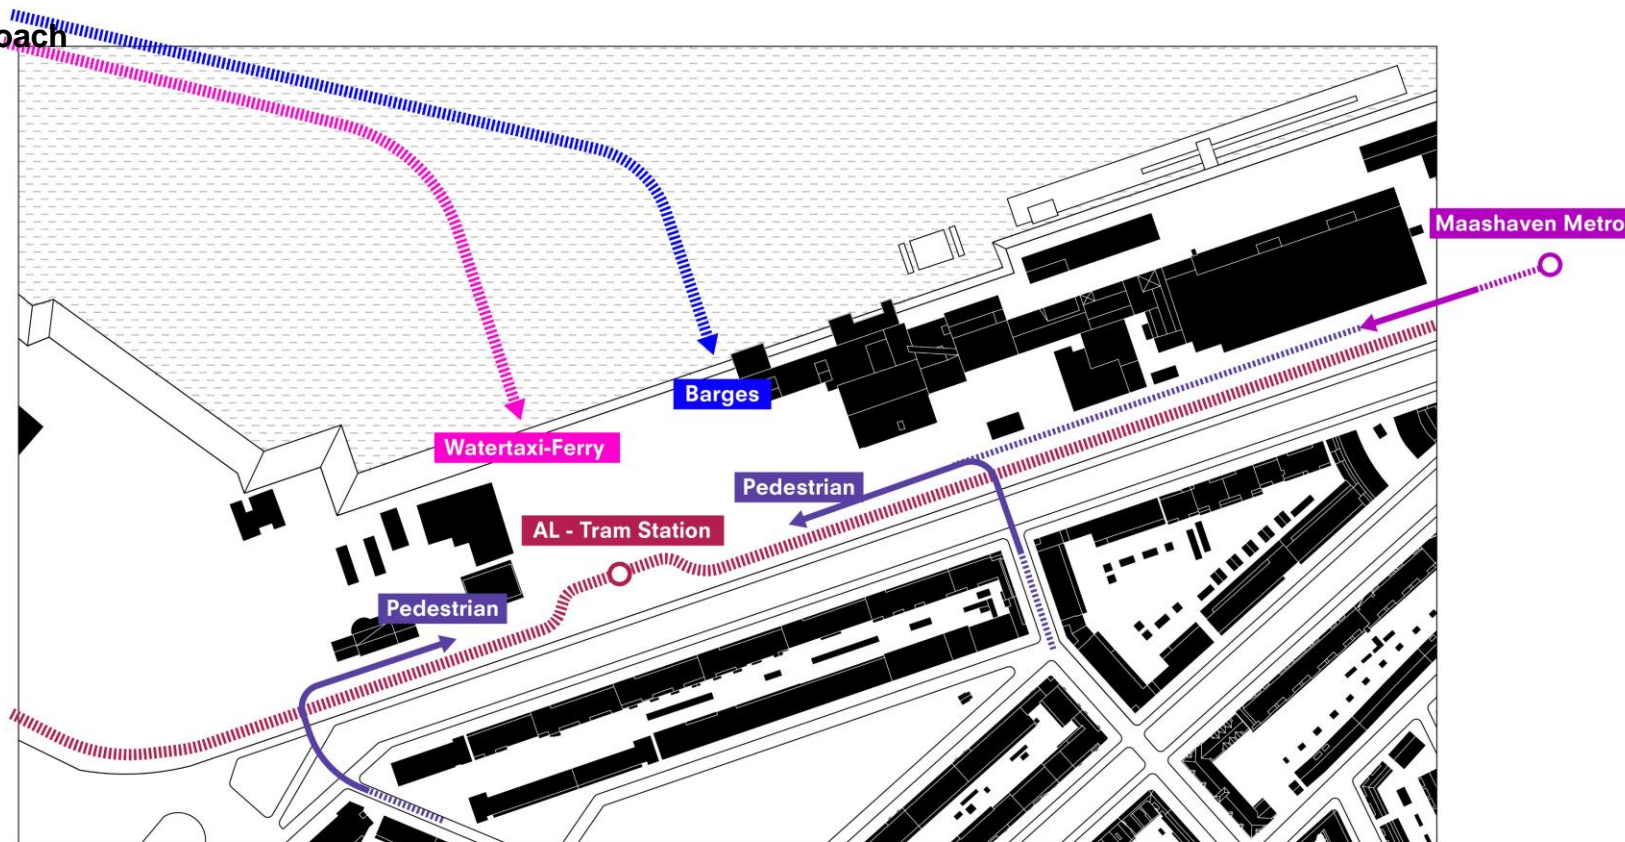 oach
Maashaven Metro
Barges
Watertaxi-Ferry
Pedestrian
AL - Tram Station
Pedestrian